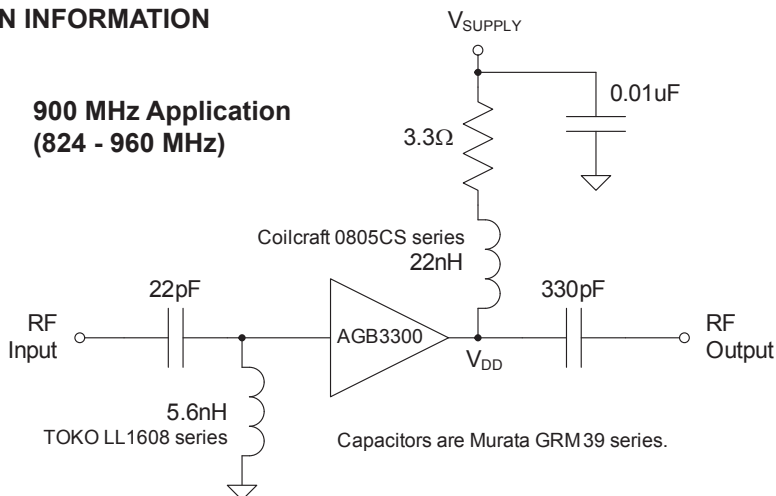 N INFORMATION
900 MHz Application
(824 - 960 MHz)
V_SUPPLY
0.01uF
3.3Ω
Coilcraft 0805CS series
22nH
22pF
330pF
RF
Input
AGB3300
V_DD
RF
Output
5.6nH
TOKO LL1608 series
Capacitors are Murata GRM39 series.